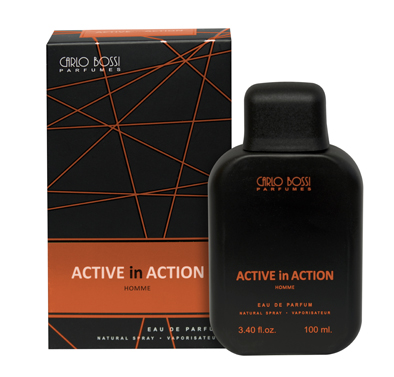 CARLO BOSSI
PARFUMES
ACTIVE in ACTION
HOMME
EAU DE PARFU
NATURAL SPRAY • VAPORISATEUR
CARLO BOSSI
PARFUMES
ACTIVE in ACTION
HOMME
EAU DE PARFUM
NATURAL SPRAY • VAPORISATEUR
3.40 fl.oz. 100 ml.